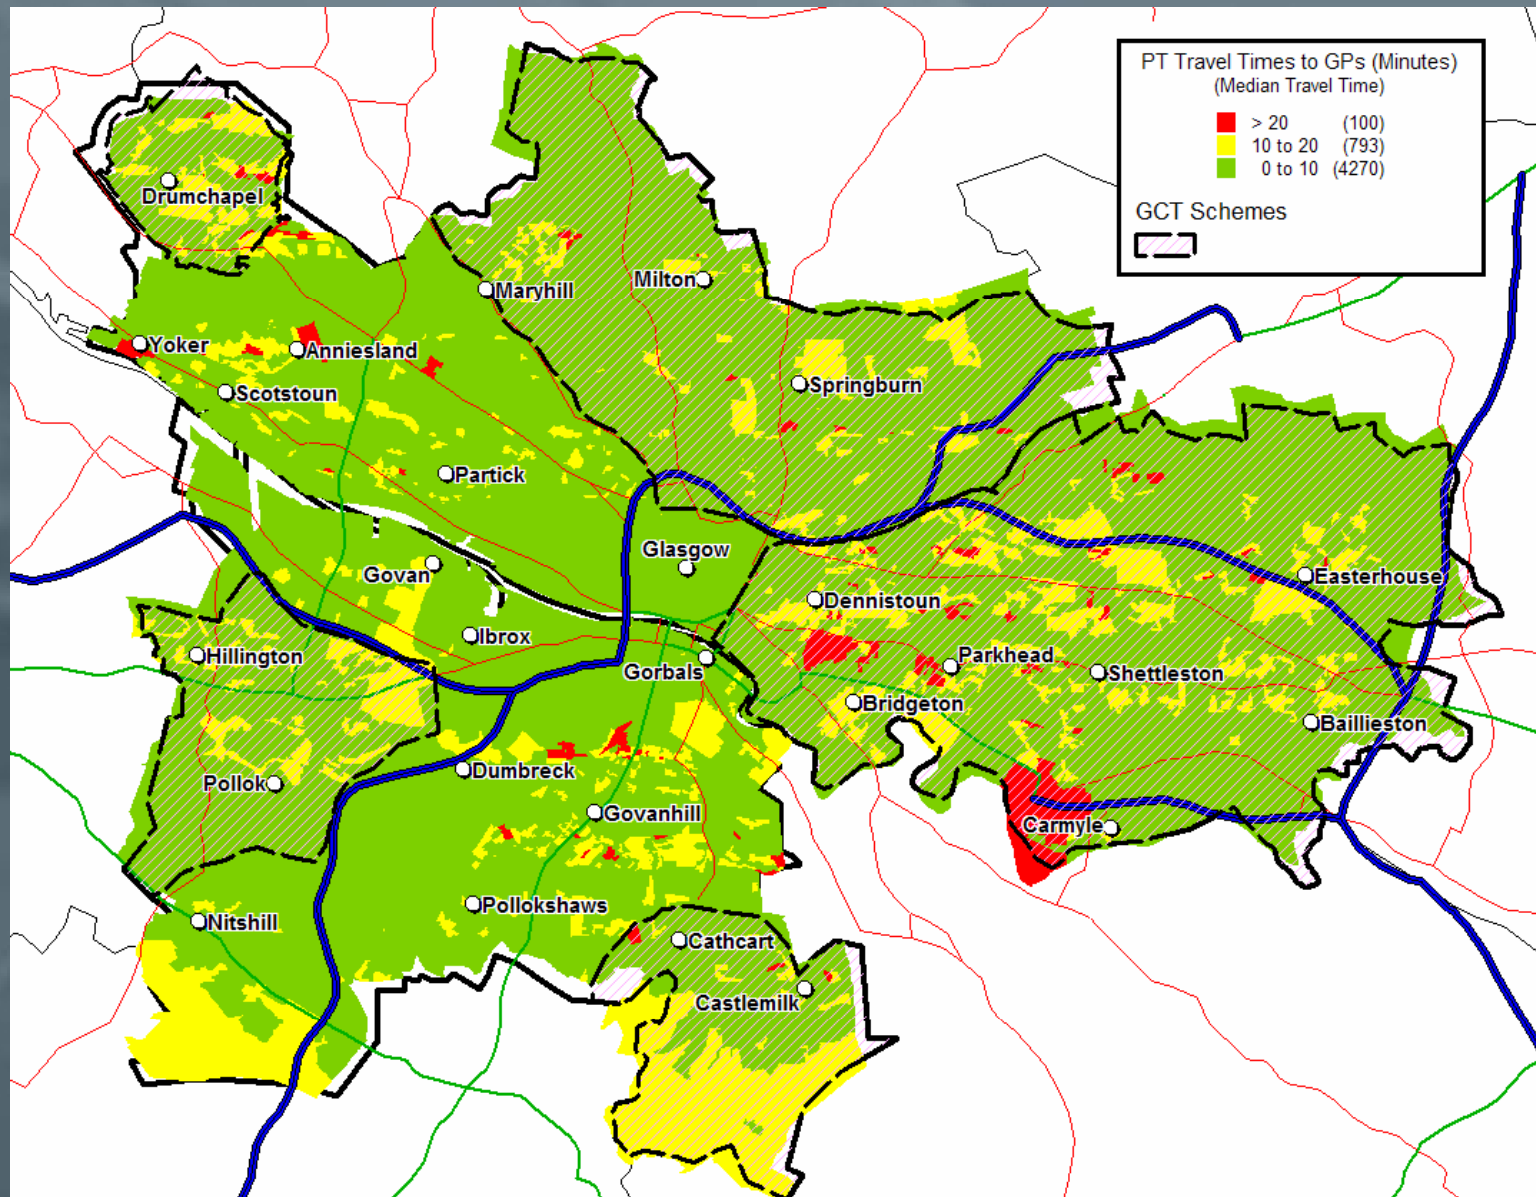 PT Travel Times to GPs (Minutes)
(Median Travel Time)
> 20 (100)
10 to 20 (793)
0 to 10 (4270)
GCT Schemes
Drumchapel
Maryhill
Milton
Yoker
Anniesland
Scotstoun
Springburn
Partick
Glasgow
Govan
Easterhouse
Dennistoun
Ibrox
Hillington
Parkhead
Gorbals
Shettleston
Bridgeton
Baillieston
Dumbreck
Pollok
Govanhill
Carmyle
Pollokshaws
Nitshill
Cathcart
Castlemilk